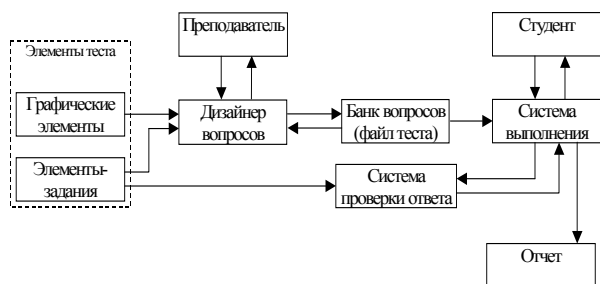 Преподаватель
Студент
Элементы теста
Графические
элементы
Дизайнер
вопросов
Банк вопросов
(файл теста)
Система
выполнения
Элементы-
задания
Система
проверки ответа
Отчет